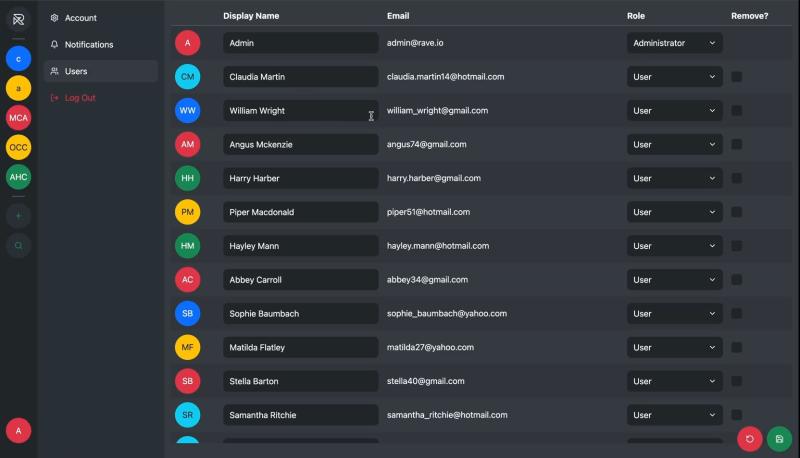 Account
Notifications
Users
Log Out
c
a
MCA
OCC
AHC
+
A
Display Name Email Role Remove?
A Admin admin@rave.io Administrator
CM Claudia Martin claudia.martin14@hotmail.com User
WW William Wright william_wright@gmail.com User
AM Angus Mckenzie angus74@gmail.com User
HH Harry Harber harry.harber@gmail.com User
PM Piper Macdonald piper51@hotmail.com User
HM Hayley Mann hayley.mann@hotmail.com User
AC Abbey Carroll abbey34@gmail.com User
SB Sophie Baumbach sophie_baumbach@yahoo.com User
MF Matilda Flatley matilda27@yahoo.com User
SB Stella Barton stella40@gmail.com User
SR Samantha Ritchie samantha_ritchie@hotmail.com User